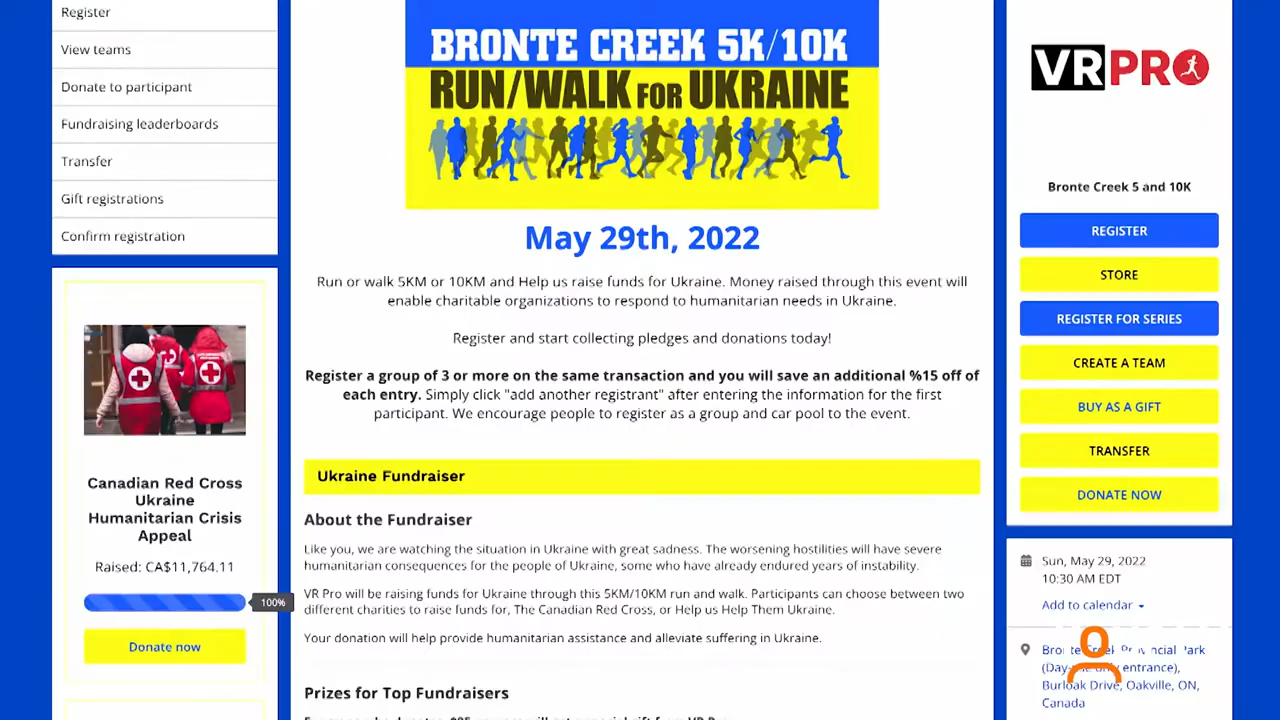 Register
View teams
Donate to participant
Fundraising leaderboards
Transfer
Gift registrations
Confirm registration
Canadian Red Cross
Ukraine
Humanitarian Crisis
Appeal
Raised: CA$11,764.11
100%
Donate now
BRONTE CREEK 5K/10K
RUN/WALK FOR UKRAINE
May 29th, 2022
Run or walk 5KM or 10KM and Help us raise funds for Ukraine. Money raised through this event will
enable charitable organizations to respond to humanitarian needs in Ukraine.
Register and start collecting pledges and donations today!
Register a group of 3 or more on the same transaction and you will save an additional %15 off of
each entry. Simply click "add another registrant" after entering the information for the first
participant. We encourage people to register as a group and car pool to the event.
Ukraine Fundraiser
About the Fundraiser
Like you, we are watching the situation in Ukraine with great sadness. The worsening hostilities will have severe
humanitarian consequences for the people of Ukraine, some who have already endured years of instability.
VR Pro will be raising funds for Ukraine through this 5KM/10KM run and walk. Participants can choose between two
different charities to raise funds for, The Canadian Red Cross, or Help us Help Them Ukraine.
Your donation will help provide humanitarian assistance and alleviate suffering in Ukraine.
Prizes for Top Fundraisers
VRPRO
Bronte Creek 5 and 10K
REGISTER
STORE
REGISTER FOR SERIES
CREATE A TEAM
BUY AS A GIFT
TRANSFER
DONATE NOW
Sun, May 29, 2022
10:30 AM EDT
Add to calendar
Park
entrance),
Burloak Drive, Oakville, ON,
Canada